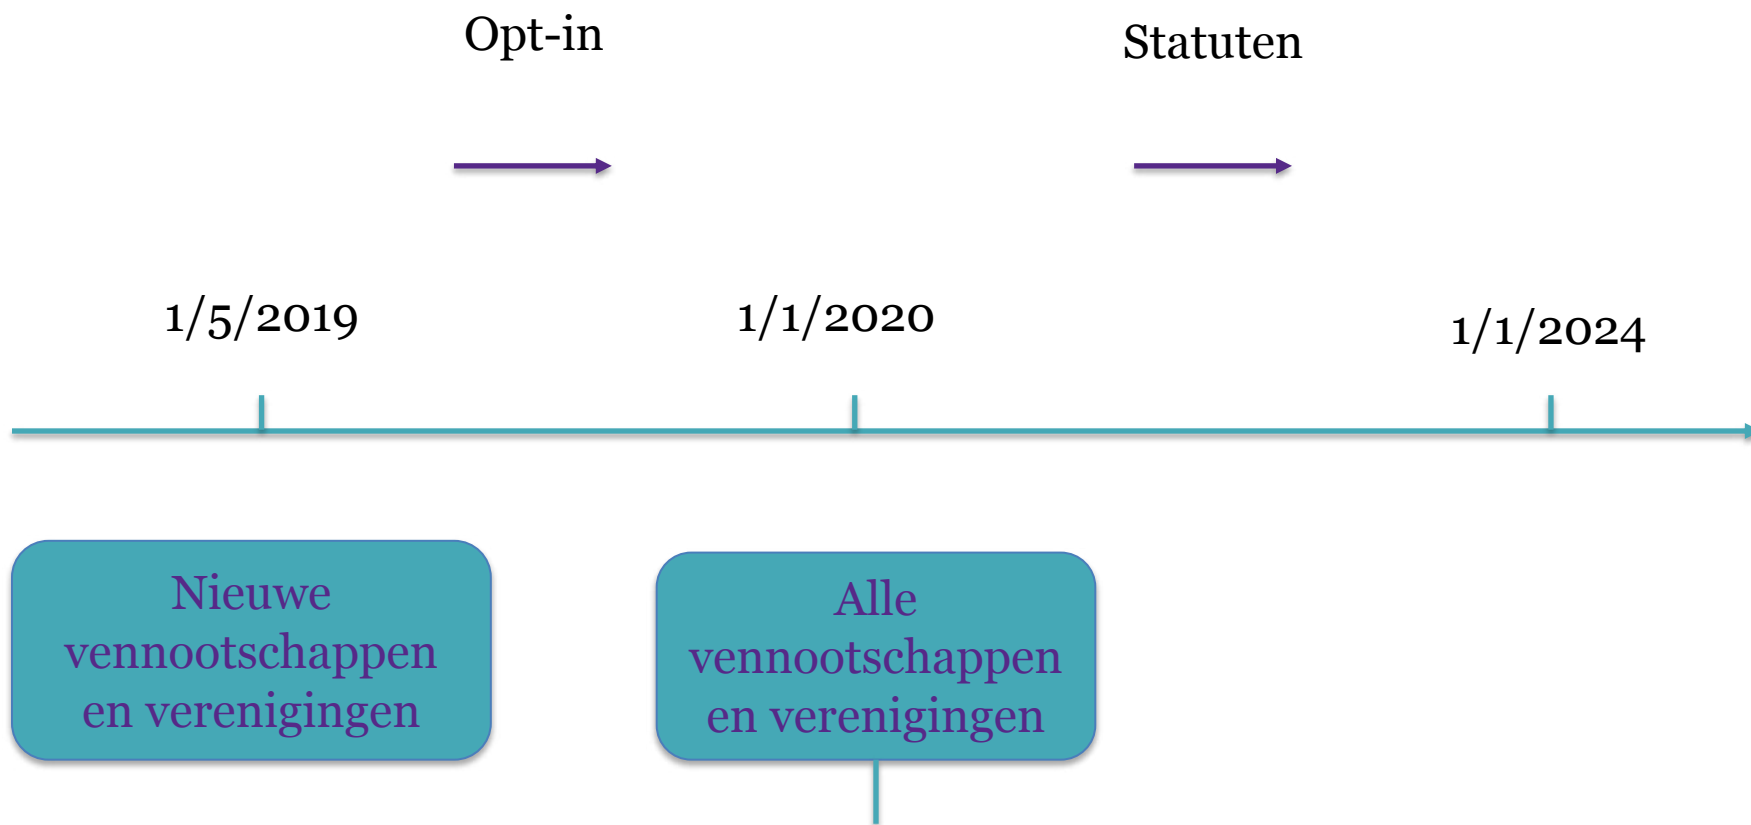 Opt-in
Statuten
1/5/2019
1/1/2020
1/1/2024
Nieuwe
vennootschappen
en verenigingen
Alle
vennootschappen
en verenigingen